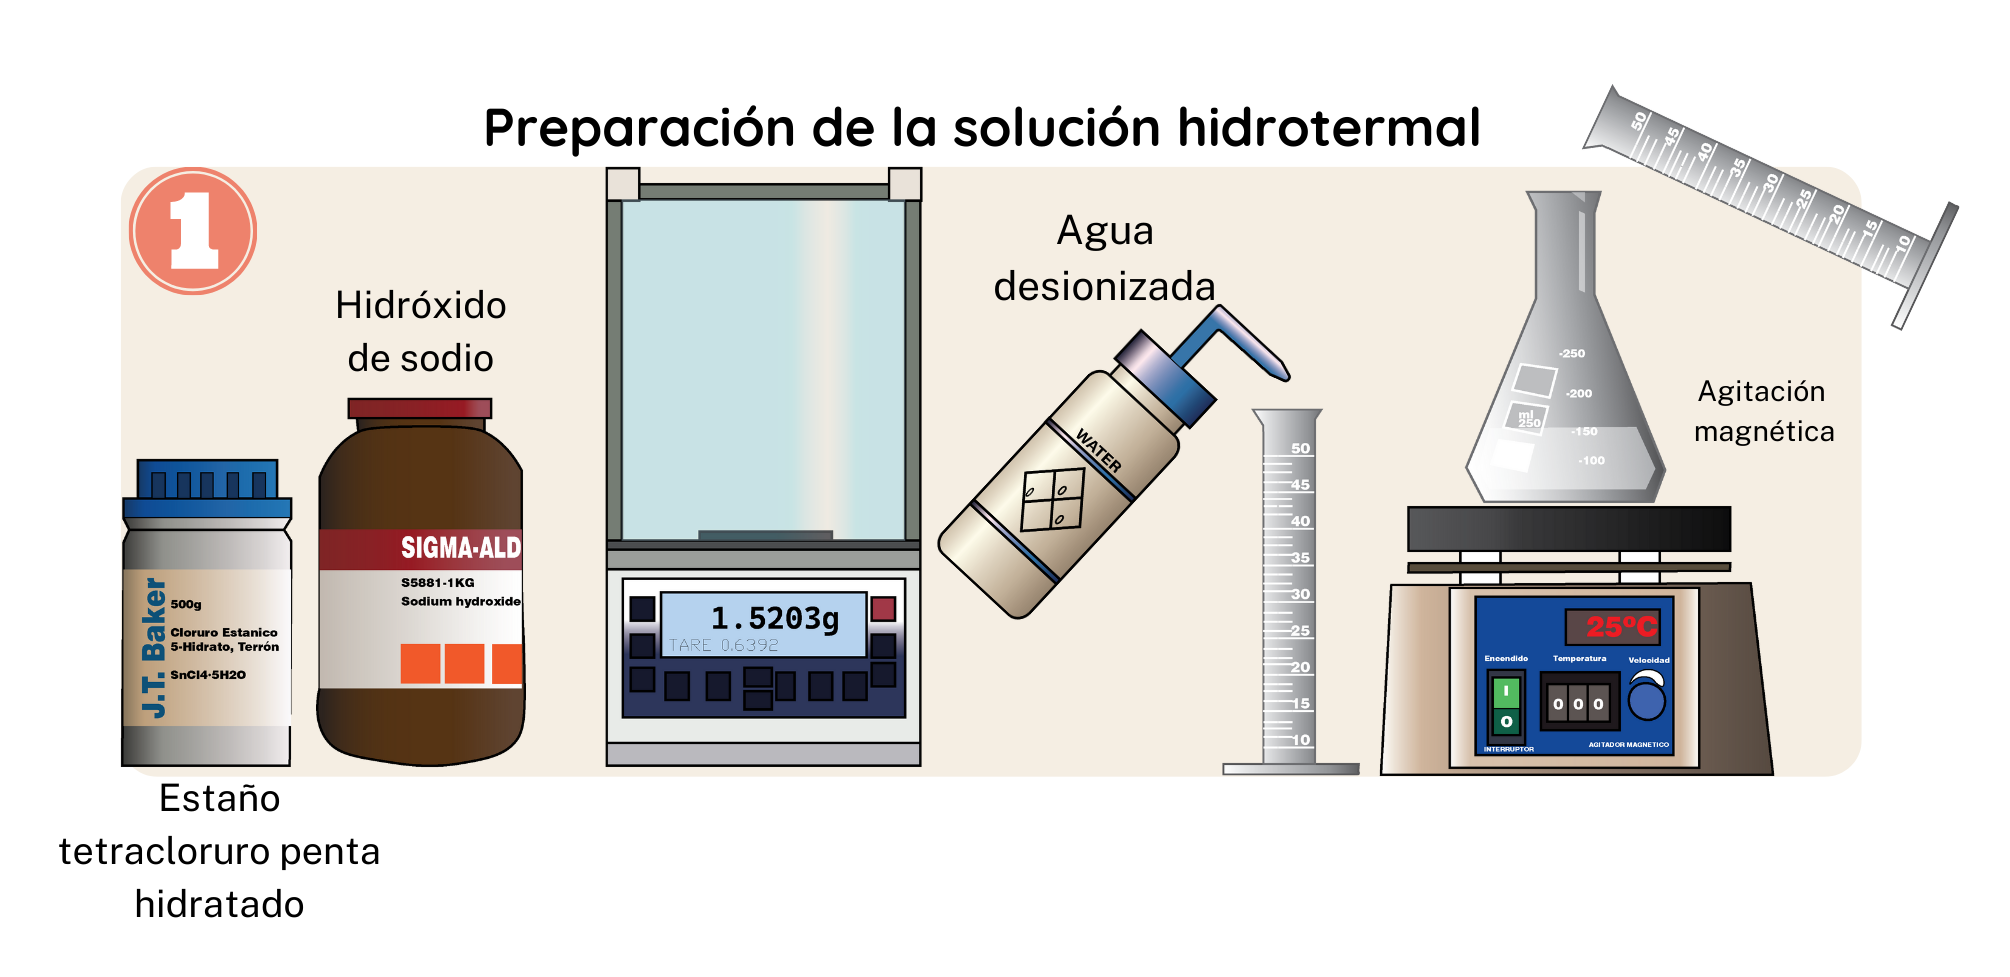 Preparación de la solución hidrotermal
1
Hidróxido
de sodio
SIGMA-ALD
S5881-1KG
Sodium hydroxide
J.T. Baker
500g
Cloruro Estanico
5-Hidrato, Terrón
SnCl4·5H2O
Estaño
tetracloruro penta
hidratado
1.5203g
TARE 0.6392
Agua
desionizada
WATER
50
45
40
35
30
25
20
15
10
50
45
40
35
30
25
20
15
10
-250
-200
ml
250
-150
-100
Agitación
magnética
25ºC
Encendido Temperatura Velocidad
I
O
0 0 0
INTERRUPTOR
AGITADOR MAGNETICO